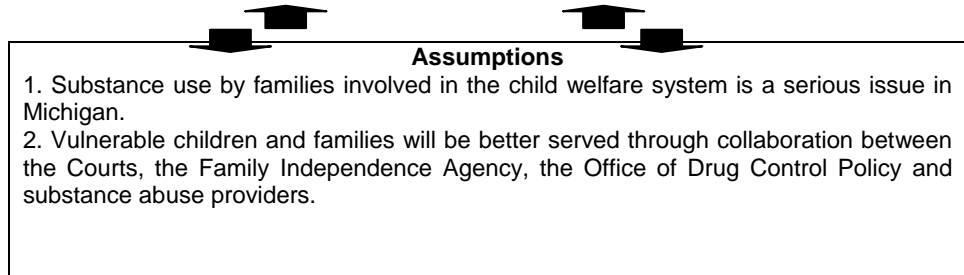 Assumptions
1. Substance use by families involved in the child welfare system is a serious issue in
Michigan.
2. Vulnerable children and families will be better served through collaboration between
the Courts, the Family Independence Agency, the Office of Drug Control Policy and
substance abuse providers.